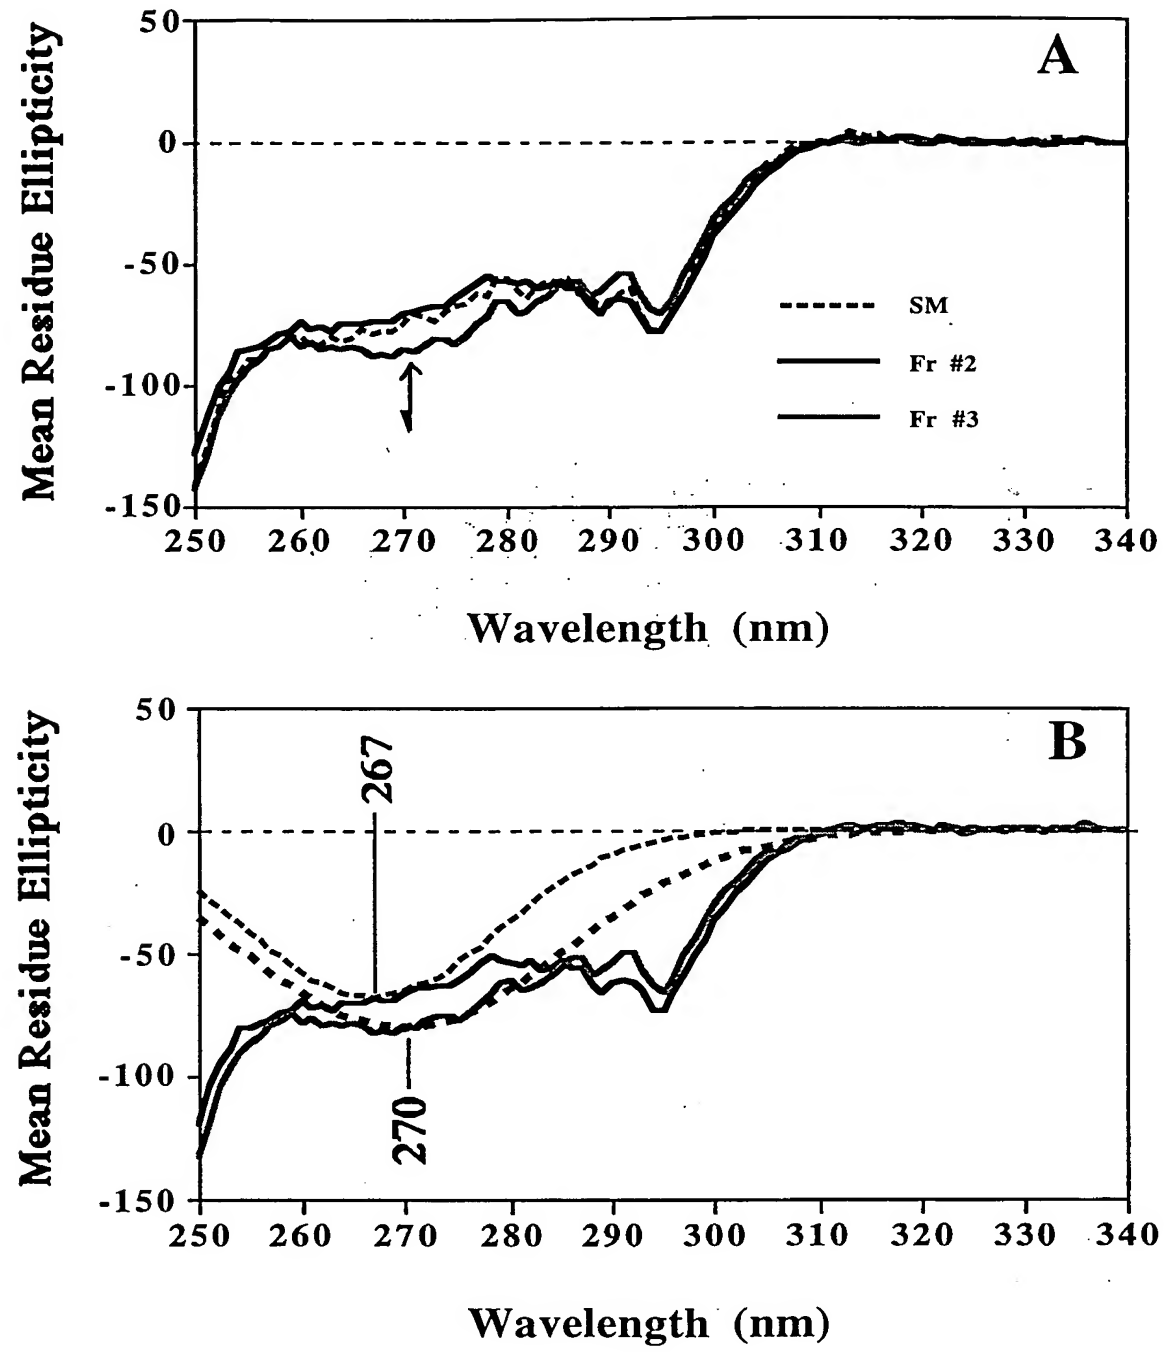 A
Mean Residue Ellipticity
50
0
-50
-100
-150
SM
Fr #2
Fr #3
250 260 270 280 290 300 310 320 330 340
Wavelength (nm)
B
Mean Residue Ellipticity
50
0
-50
-100
-150
267
270
250 260 270 280 290 300 310 320 330 340
Wavelength (nm)